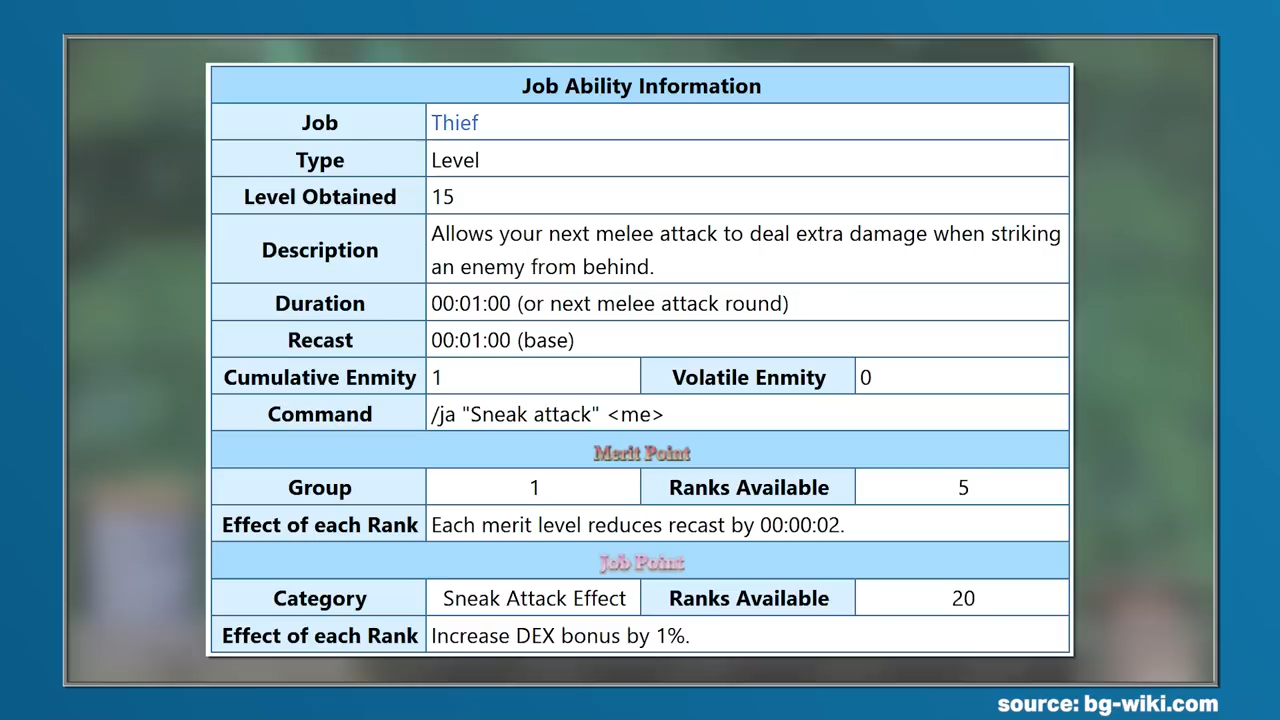 Job Ability Information
Job Thief
Type Level
Level Obtained 15
Description Allows your next melee attack to deal extra damage when striking
an enemy from behind.
Duration 00:01:00 (or next melee attack round)
Recast 00:01:00 (base)
Cumulative Enmity 1 Volatile Enmity 0
Command /ja "Sneak attack" <me>
Merit Point
Group 1 Ranks Available 5
Effect of each Rank Each merit level reduces recast by 00:00:02.
Job Point
Category Sneak Attack Effect Ranks Available 20
Effect of each Rank Increase DEX bonus by 1%.
source: bg-wiki.com